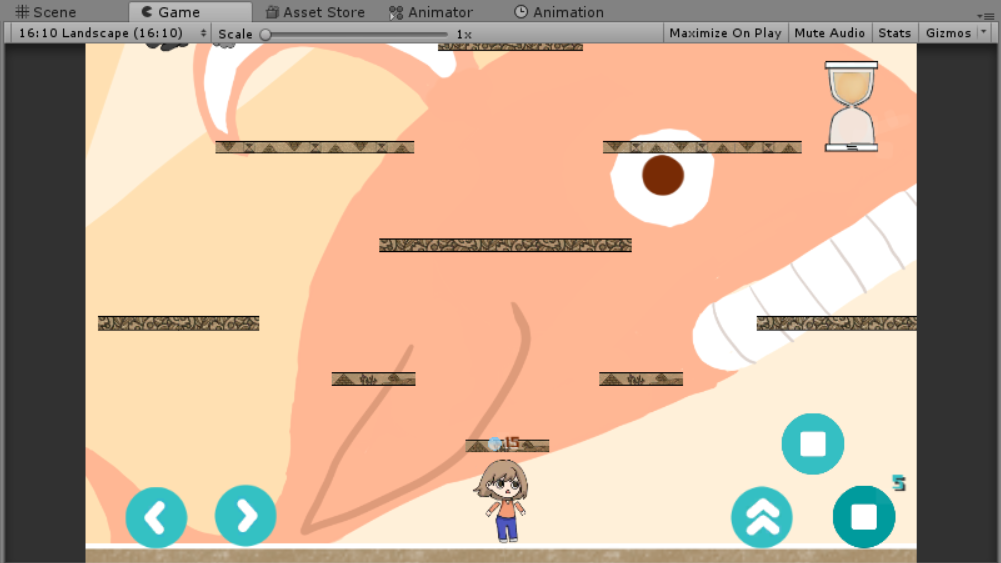 Scene Game Asset Store Animator Animation
16:10 Landscape (16:10) Scale 1x Maximize On Play Mute Audio Stats Gizmos
15
5